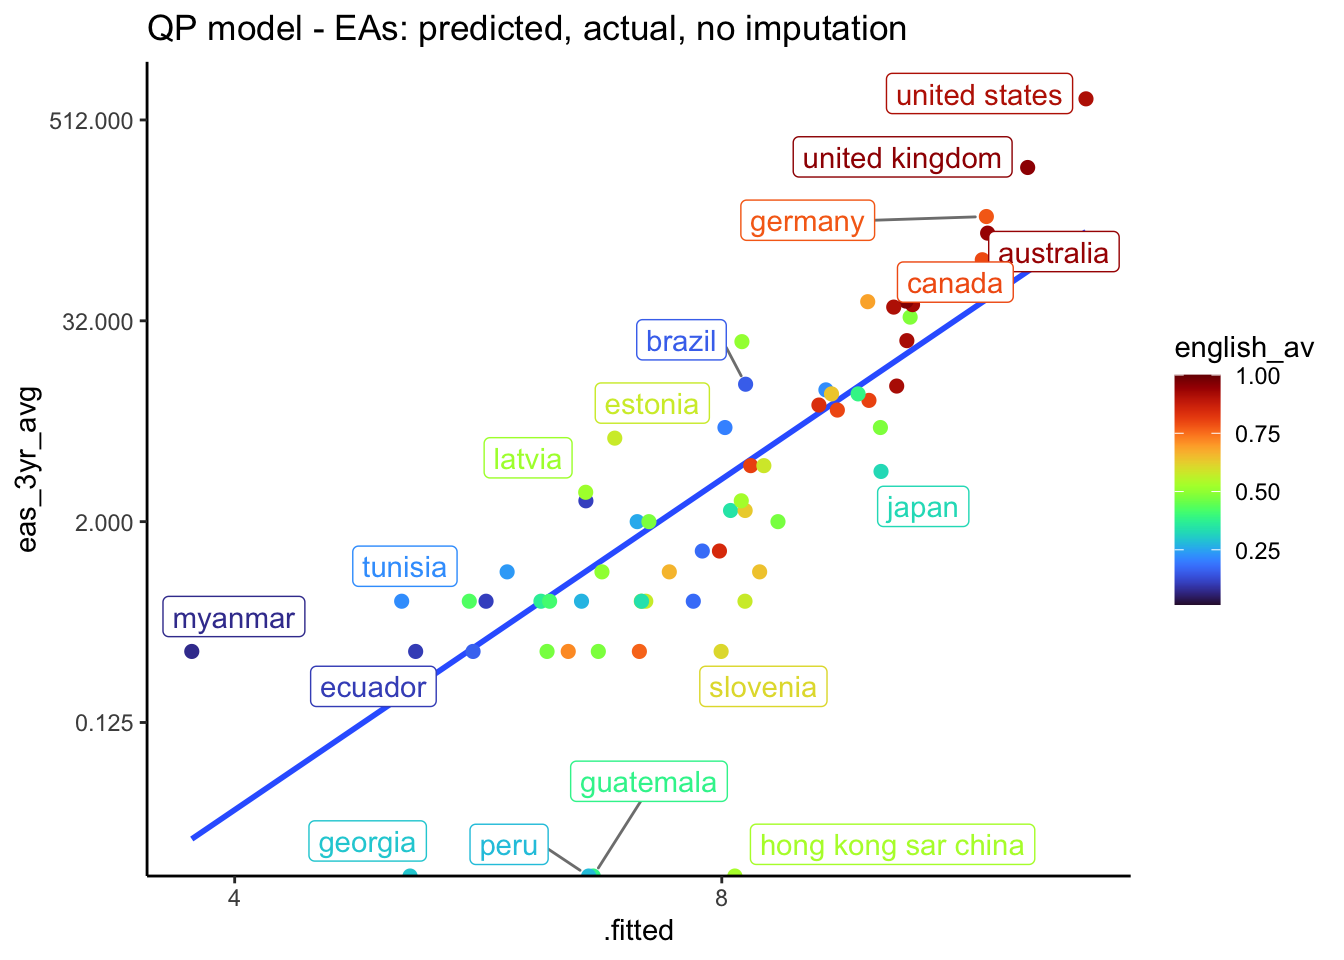 QP model - EAs: predicted, actual, no imputation
united states
512.000
united kingdom
germany
australia
canada
32.000
brazil
english_av
1.00
estonia
0.75
latvia
0.50
japan
eas_3yr_avg
2.000
0.25
tunisia
myanmar
ecuador
slovenia
0.125
guatemala
georgia
peru
hong kong sar china
4
8
.fitted